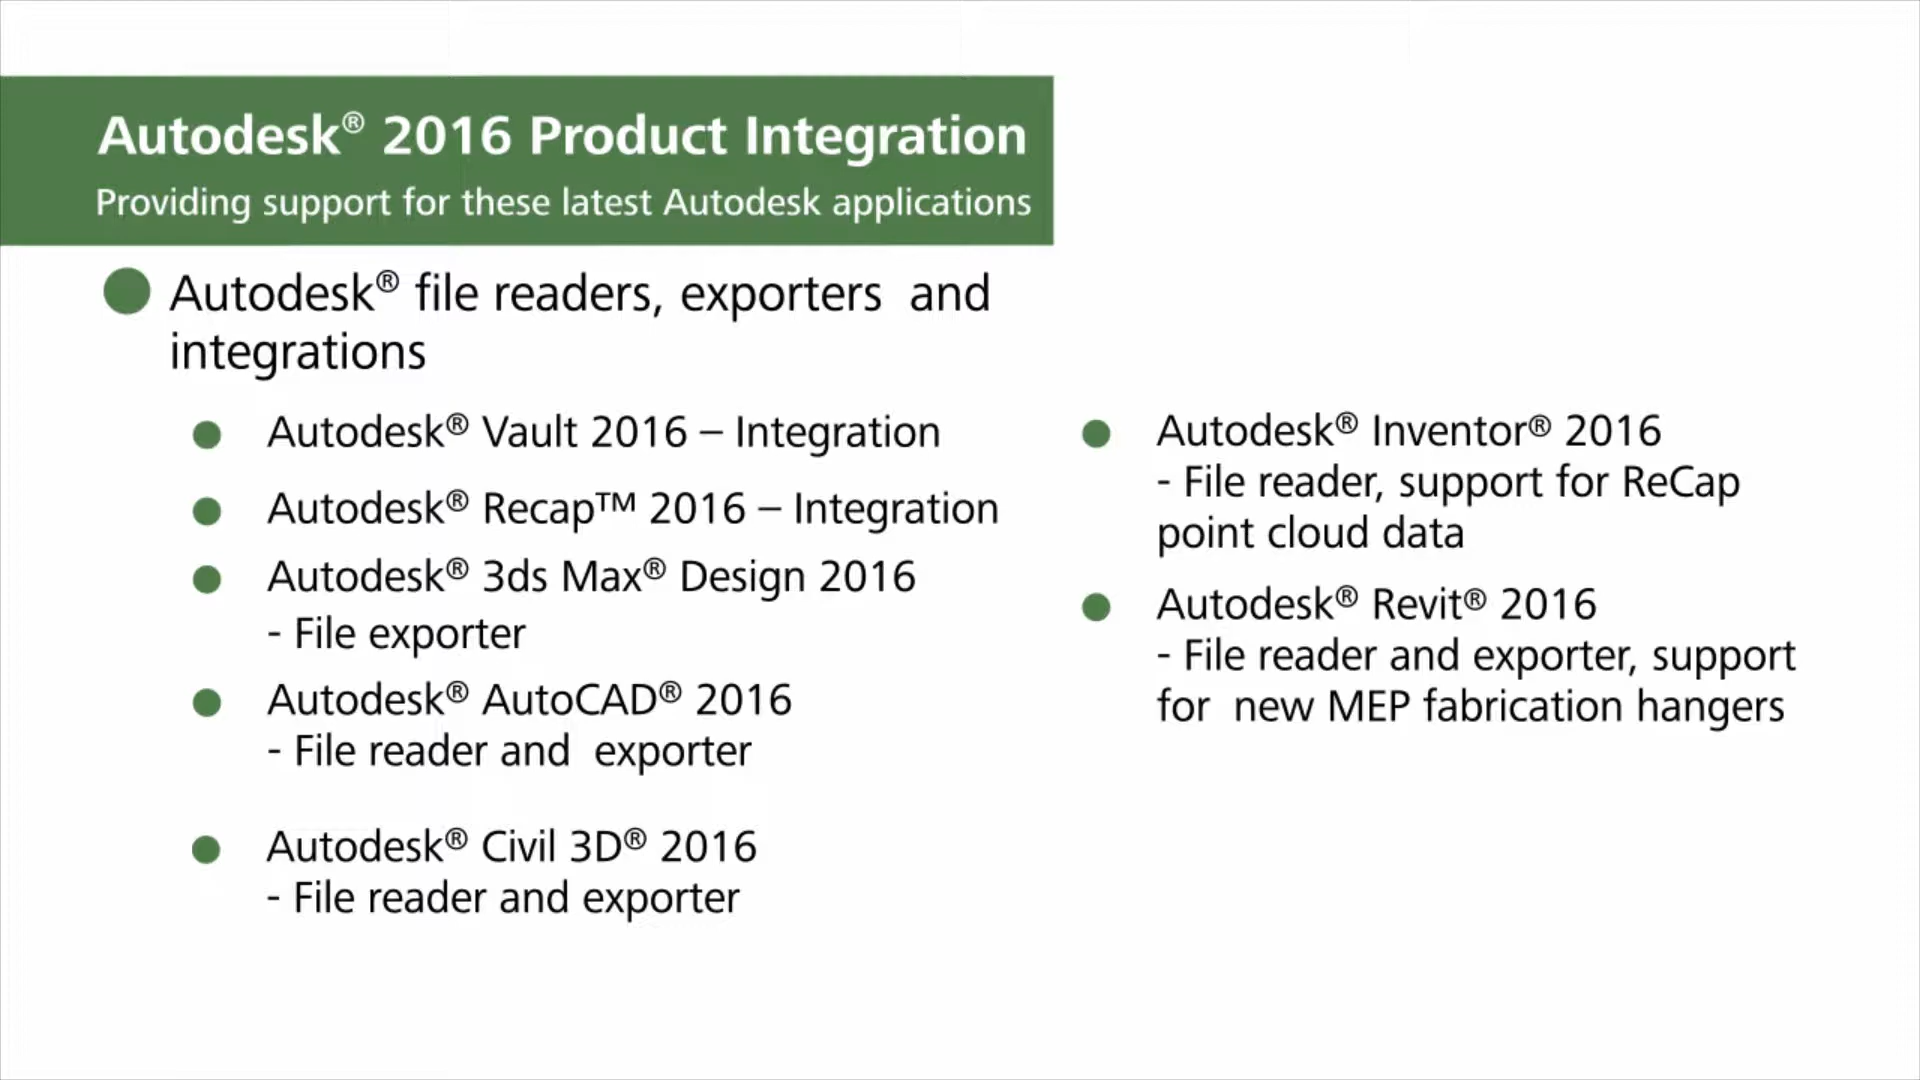 Autodesk® 2016 Product Integration
Providing support for these latest Autodesk applications
Autodesk® file readers, exporters and
integrations
Autodesk® Vault 2016 – Integration
Autodesk® Recap™ 2016 – Integration
Autodesk® 3ds Max® Design 2016
- File exporter
Autodesk® AutoCAD® 2016
- File reader and exporter
Autodesk® Civil 3D® 2016
- File reader and exporter
Autodesk® Inventor® 2016
- File reader, support for ReCap
point cloud data
Autodesk® Revit® 2016
- File reader and exporter, support
for new MEP fabrication hangers